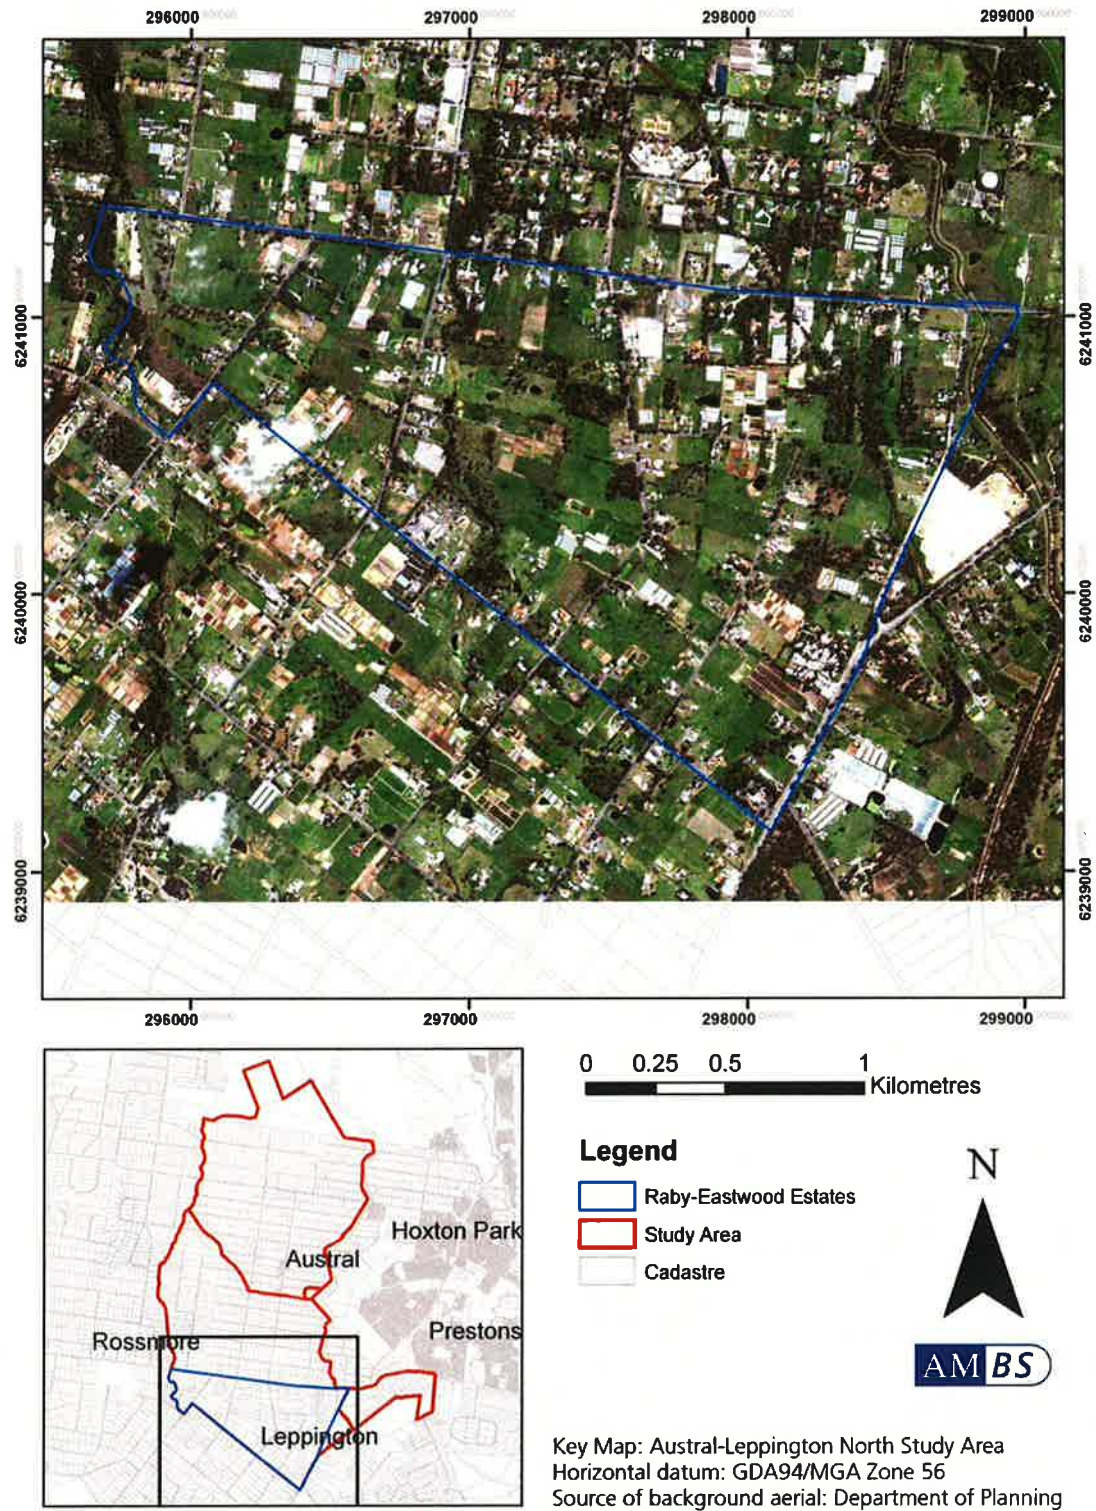 296000 297000 298000 299000
6241000 6241000
6240000 6240000
6239000 6239000
296000 297000 298000 299000
0 0.25 0.5 1
Kilometres
Legend
Raby-Eastwood Estates
Study Area
Cadastre
N
AMBS
Hoxton Park
Austral
Prestons
Rossmore
Leppington
Key Map: Austral-Leppington North Study Area
Horizontal datum: GDA94/MGA Zone 56
Source of background aerial: Department of Planning